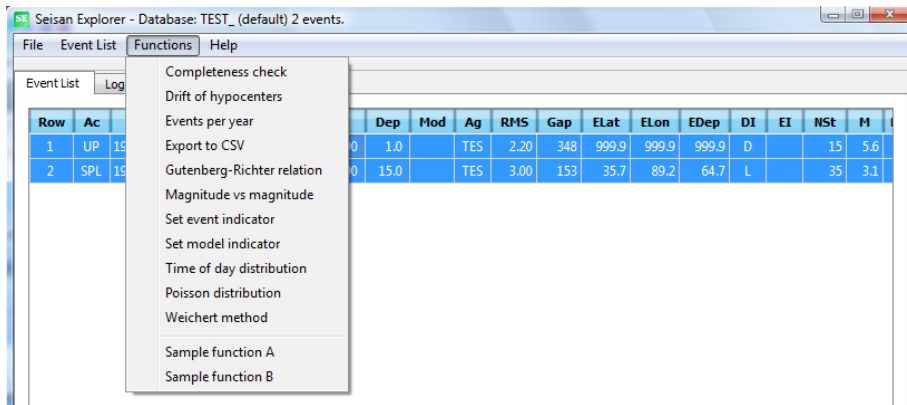 SE Seisan Explorer - Database: TEST_ (default) 2 events.
File Event List Functions Help
Event List Log
Completeness check
Drift of hypocenters
Events per year
Export to CSV
Gutenberg-Richter relation
Magnitude vs magnitude
Set event indicator
Set model indicator
Time of day distribution
Poisson distribution
Weichert method
Sample function A
Sample function B
Row Ac Dep Mod Ag RMS Gap ELat ELon EDep DI EI NSt M
1 UP 19 0 1.0 TES 2.20 348 999.9 999.9 999.9 D 15 5.6
2 SPL 19 0 15.0 TES 3.00 153 35.7 89.2 64.7 L 35 3.1